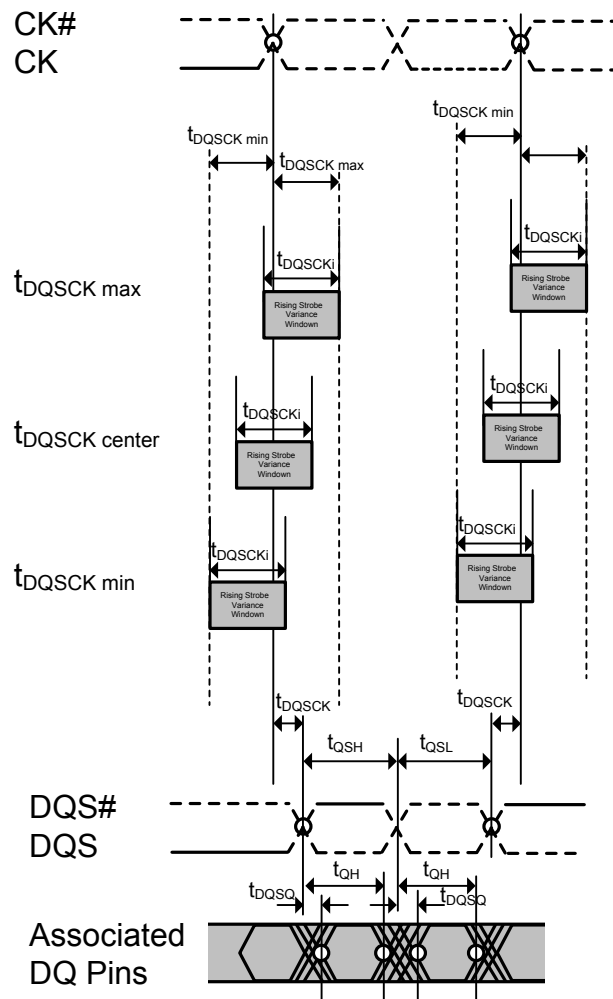 CK#
CK
tDQSCK min
tDQSCK min
tDQSCK max
tDQSCKi
tDQSCKi
tDQSCK max
Rising Strobe
Variance
Windown
Rising Strobe
Variance
Windown
tDQSCKi
tDQSCKi
tDQSCK center
Rising Strobe
Variance
Windown
Rising Strobe
Variance
Windown
tDQSCKi
tDQSCKi
tDQSCK min
Rising Strobe
Variance
Windown
Rising Strobe
Variance
Windown
tDQSCK
tDQSCK
tQSH
tQSL
DQS#
DQS
tQH
tQH
tDQSQ
tDQSQ
Associated
DQ Pins